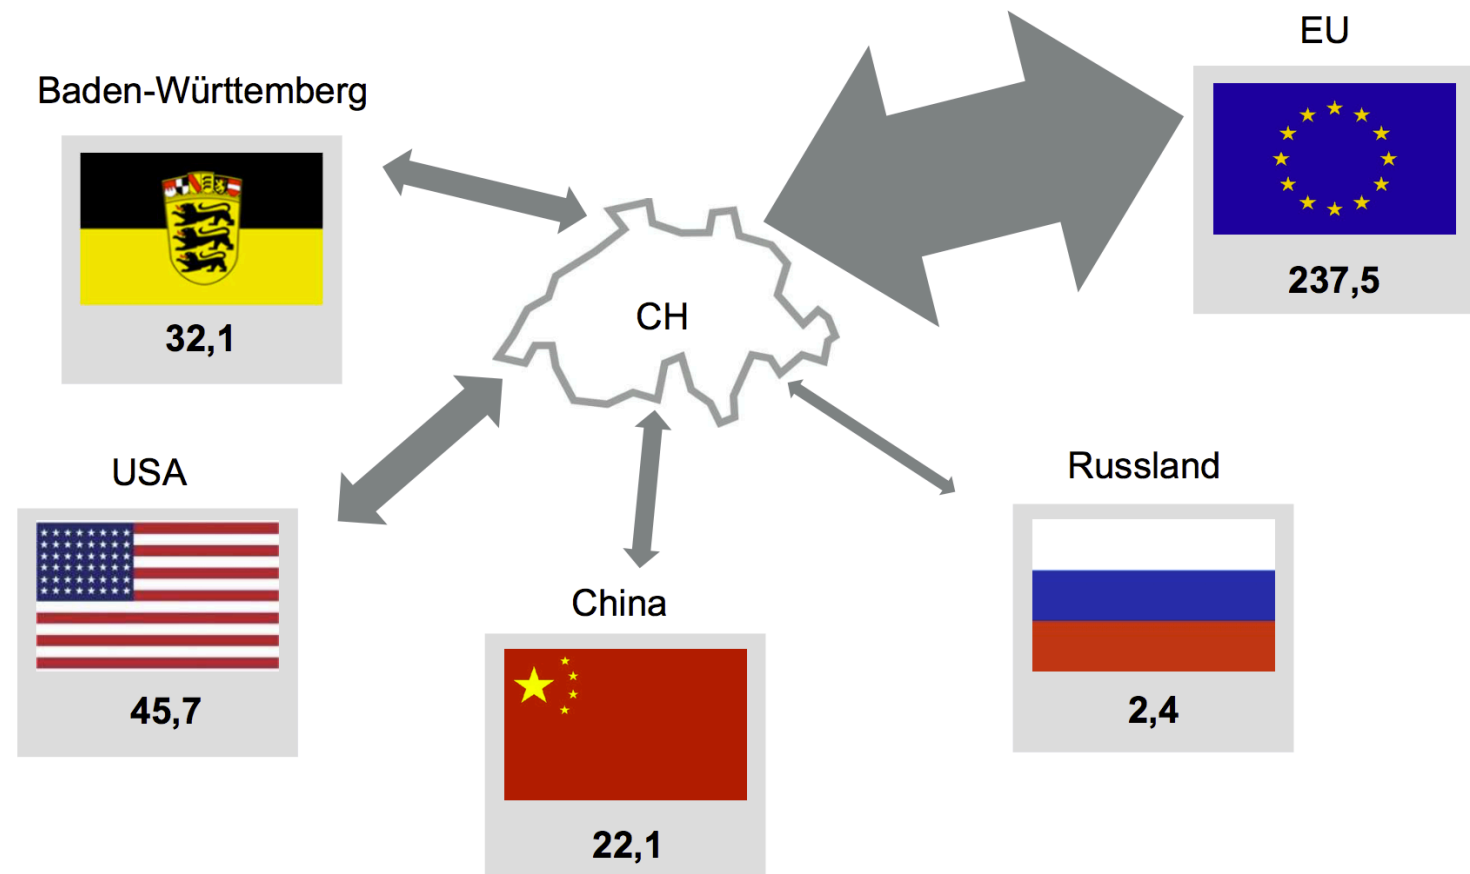 EU
237,5
Baden-Württemberg
32,1
CH
USA
45,7
China
22,1
Russland
2,4